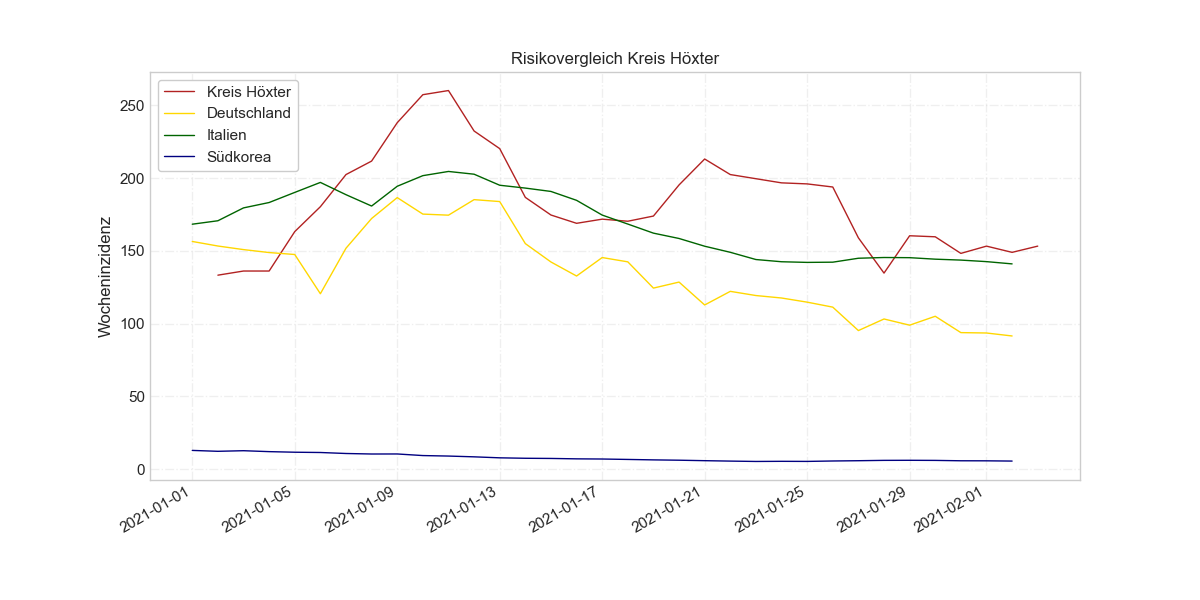 Risikovergleich Kreis Höxter
Kreis Höxter
Deutschland
Italien
Südkorea
Wocheninzidenz
250
200
150
100
50
0
2021-01-01
2021-01-05
2021-01-09
2021-01-13
2021-01-17
2021-01-21
2021-01-25
2021-01-29
2021-02-01